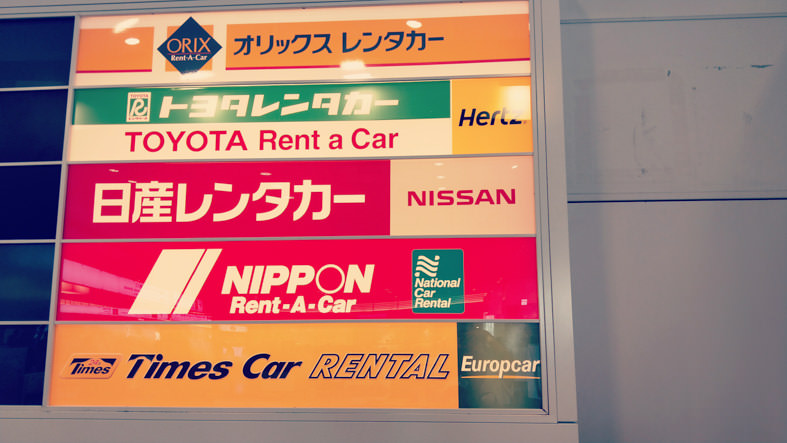 ORIX
Rent-A-Car
オリックス レンタカー
トヨタレンタカー
TOYOTA Rent a Car
Hertz
日産レンタカー
NISSAN
NIPPON
Rent-A-Car
National
Car
Rental
Times
Times Car RENTAL
Europcar